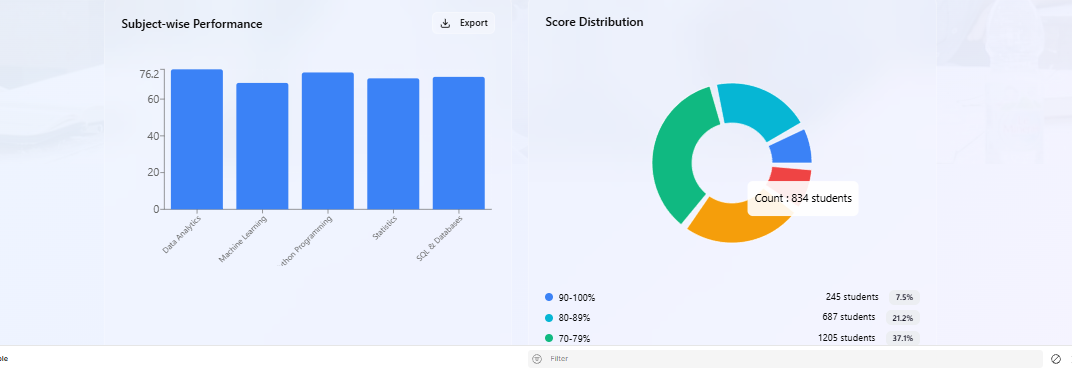 Subject-wise Performance
Export
76.2
60
40
20
0
Data Analytics
Machine Learning
thon Programming
Statistics
SQL & Databases
Score Distribution
Count : 834 students
90-100%
245 students
7.5%
80-89%
687 students
21.2%
70-79%
1205 students
37.1%
ble
Filter